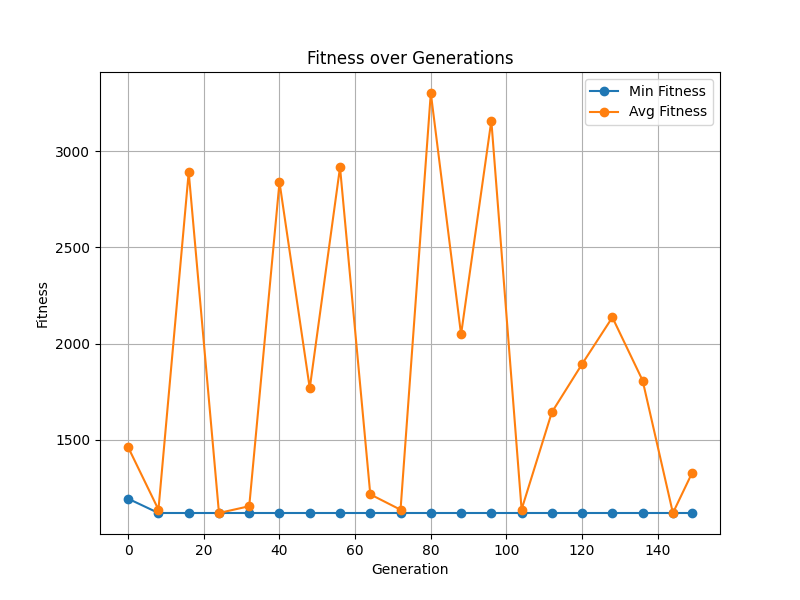 Fitness over Generations
Min Fitness
Avg Fitness
3000
2500
2000
1500
Fitness
0 20 40 60 80 100 120 140
Generation